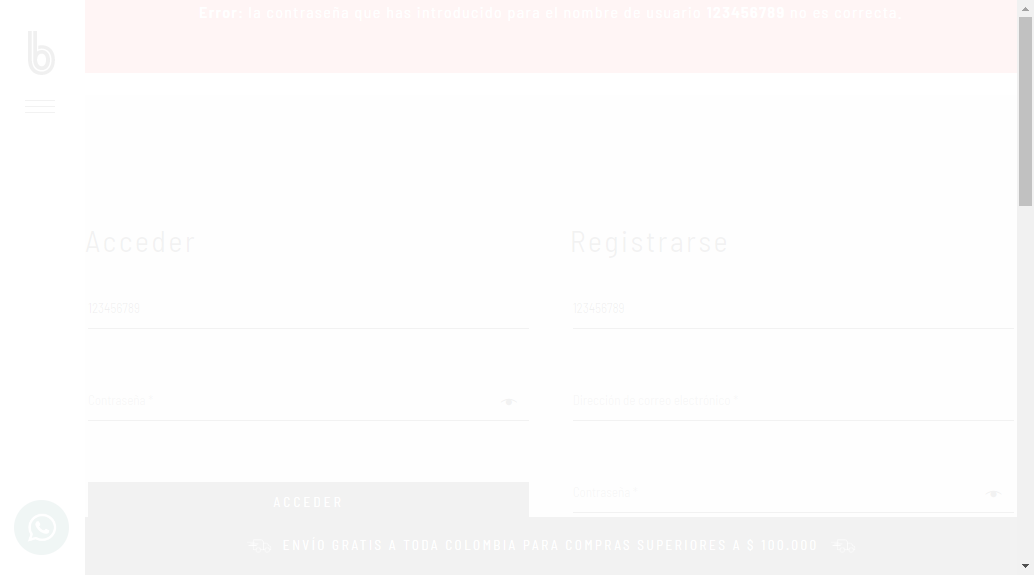 Error: la contraseña que has introducido para el nombre de usuario 123456789 no es correcta.
b
Acceder
Registrarse
123456789
123456789
Contraseña *
Dirección de correo electrónico *
Contraseña *
ACCEDER
ENVÍO GRATIS A TODA COLOMBIA PARA COMPRAS SUPERIORES A $ 100.000